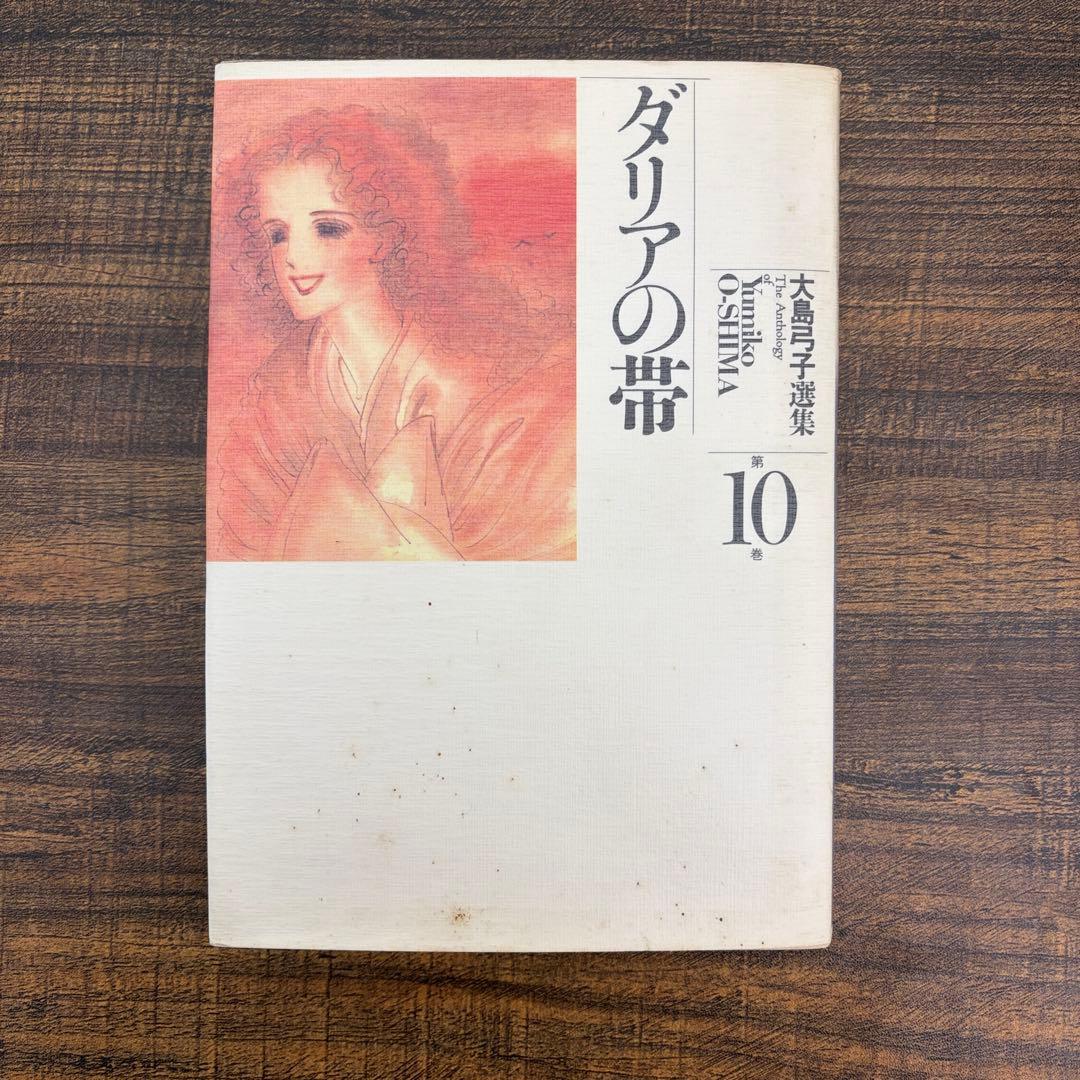 ダリアの帯
大島弓子選集
The Anthology
of
Yumiko
O-SHIMA
第
10
巻